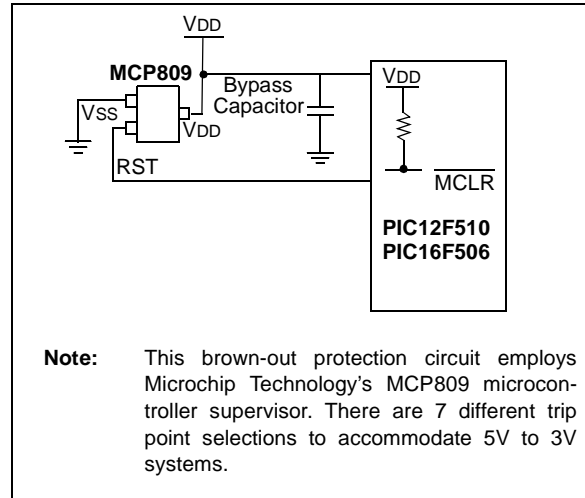 VDD
MCP809
Bypass
Capacitor
VDD
VSS
VDD
RST
MCLR
PIC12F510
PIC16F506
Note: This brown-out protection circuit employs
Microchip Technology's MCP809 microcon-
troller supervisor. There are 7 different trip
point selections to accommodate 5V to 3V
systems.